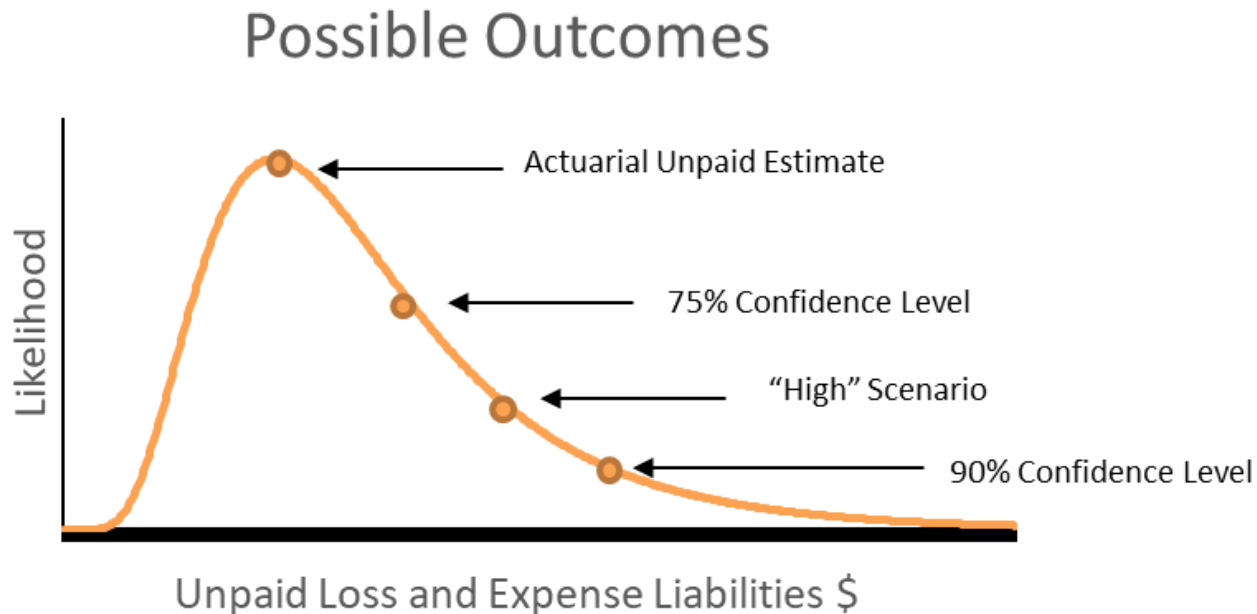 Possible Outcomes
Actuarial Unpaid Estimate
75% Confidence Level
“High” Scenario
90% Confidence Level
Likelihood
Unpaid Loss and Expense Liabilities $